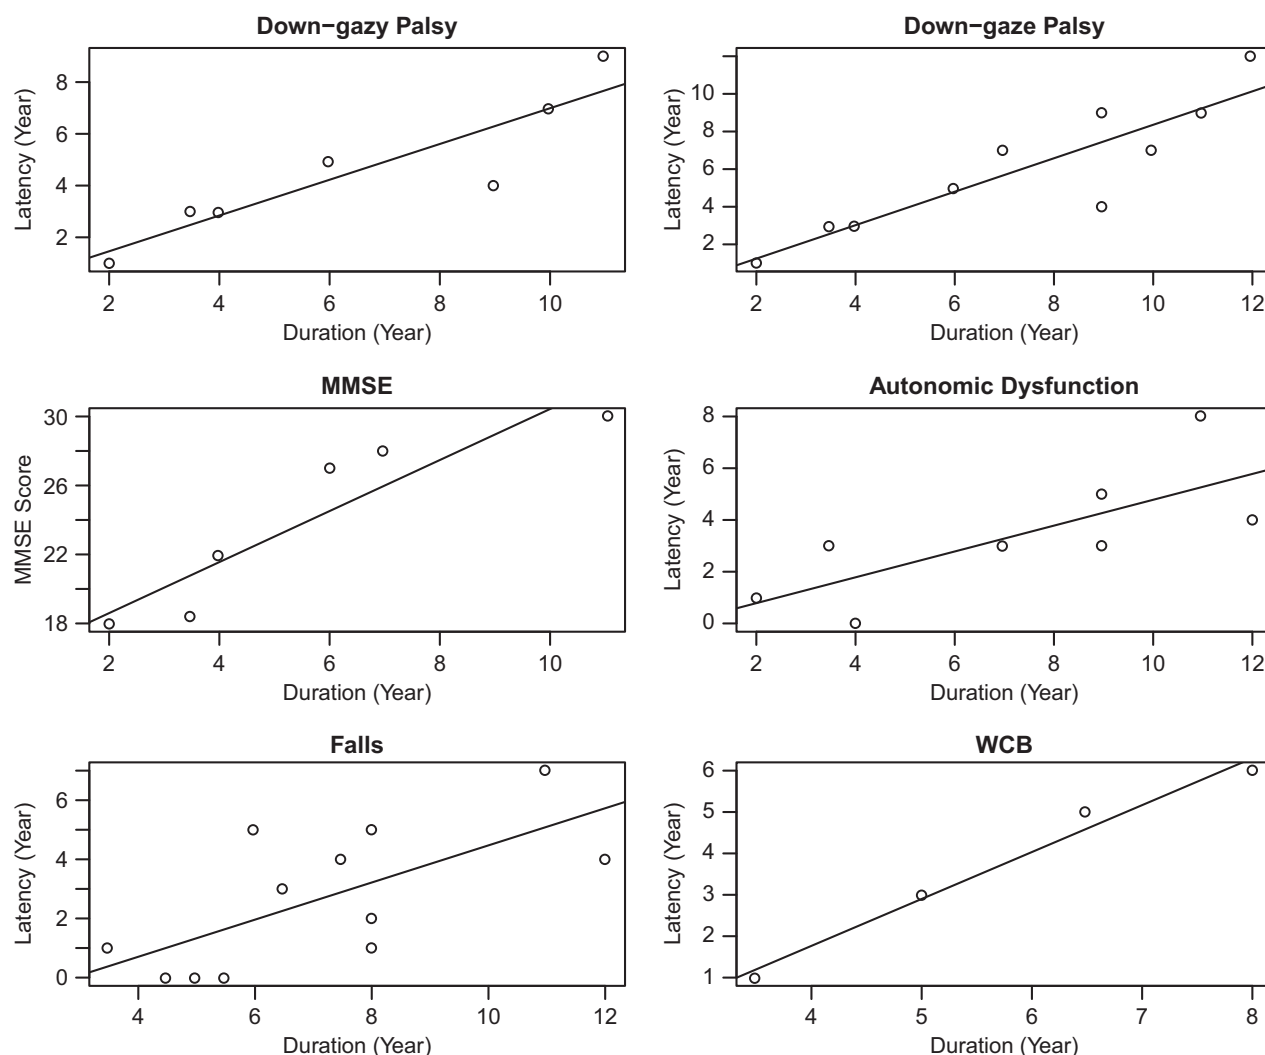 Down−gazy Palsy
8
6
4
2
Latency (Year)
2 4 6 8 10
Duration (Year)
Down−gaze Palsy
10
8
6
4
2
Latency (Year)
2 4 6 8 10 12
Duration (Year)
MMSE
30
26
22
18
MMSE Score
2 4 6 8 10
Duration (Year)
Autonomic Dysfunction
8
6
4
2
0
Latency (Year)
2 4 6 8 10 12
Duration (Year)
Falls
6
4
2
0
Latency (Year)
4 6 8 10 12
Duration (Year)
WCB
6
5
4
3
2
1
Latency (Year)
4 5 6 7 8
Duration (Year)